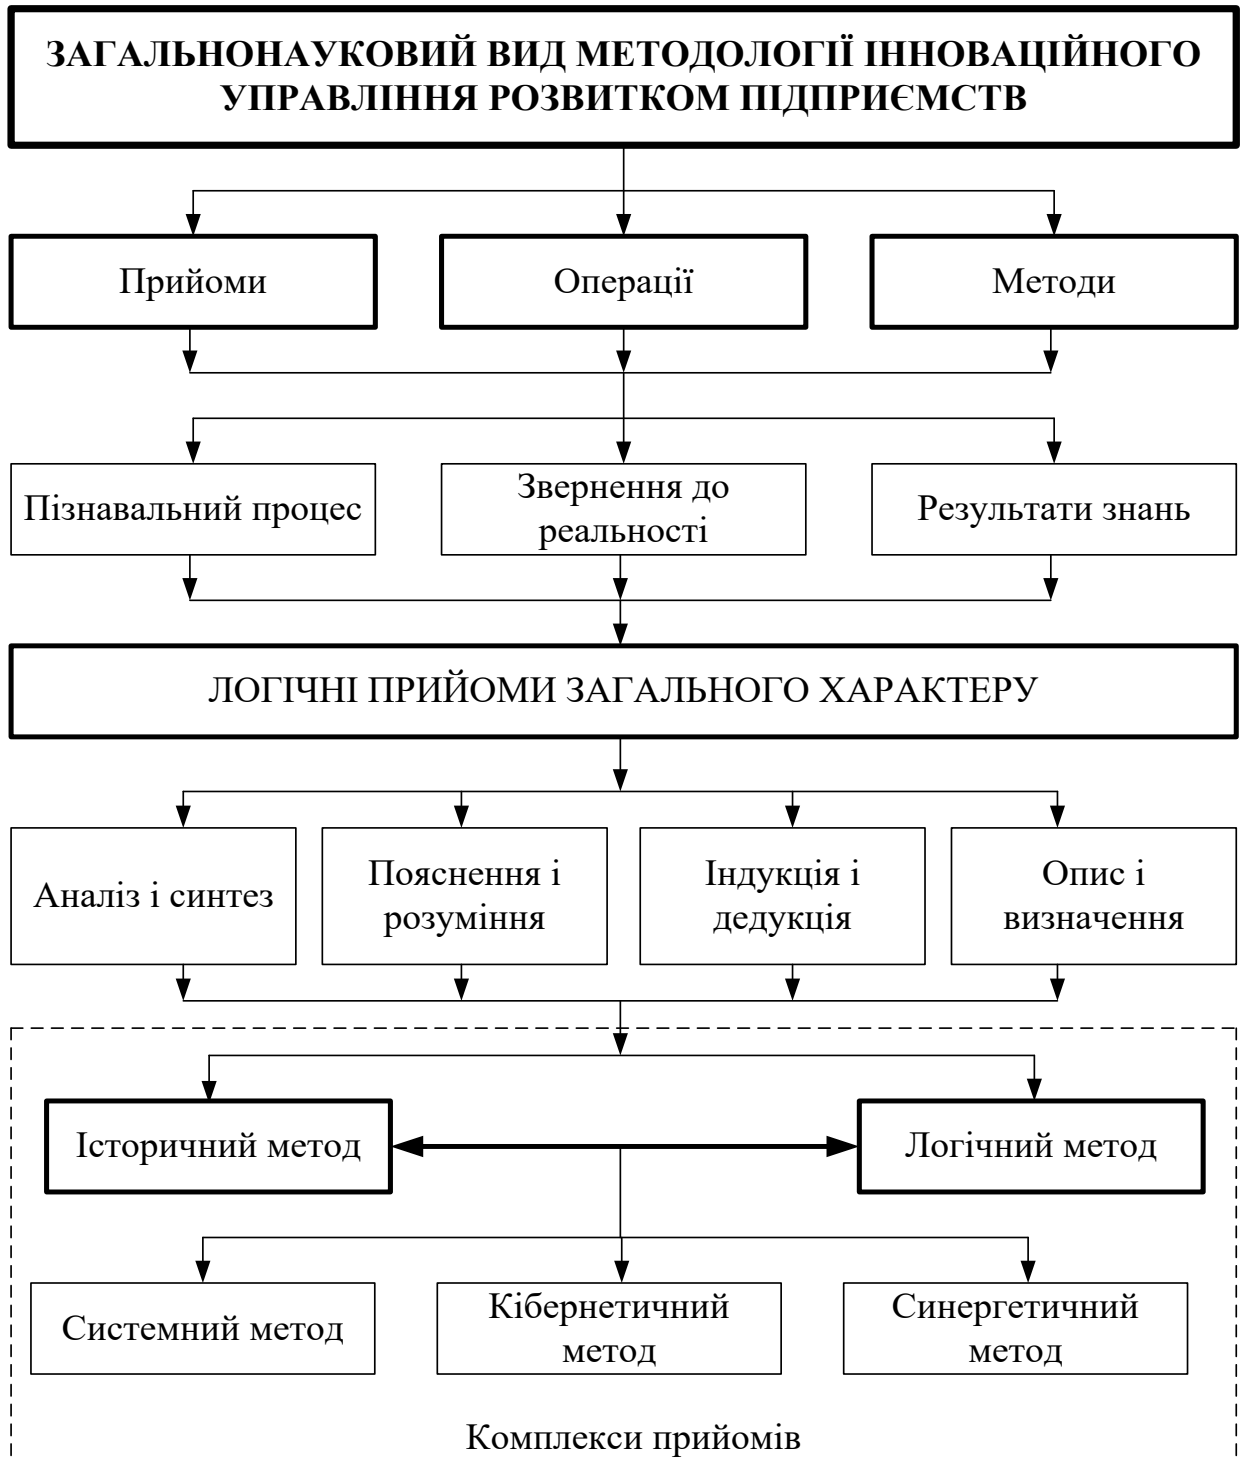 ЗАГАЛЬНОНАУКОВИЙ ВИД МЕТОДОЛОГІЇ ІННОВАЦІЙНОГО
УПРАВЛІННЯ РОЗВИТКОМ ПІДПРИЄМСТВ
Прийоми
Операції
Методи
Пізнавальний процес
Звернення до
реальності
Результати знань
ЛОГІЧНІ ПРИЙОМИ ЗАГАЛЬНОГО ХАРАКТЕРУ
Аналіз і синтез
Пояснення і
розуміння
Індукція і
дедукція
Опис і
визначення
Історичний метод
Логічний метод
Системний метод
Кібернетичний
метод
Синергетичний
метод
Комплекси прийомів